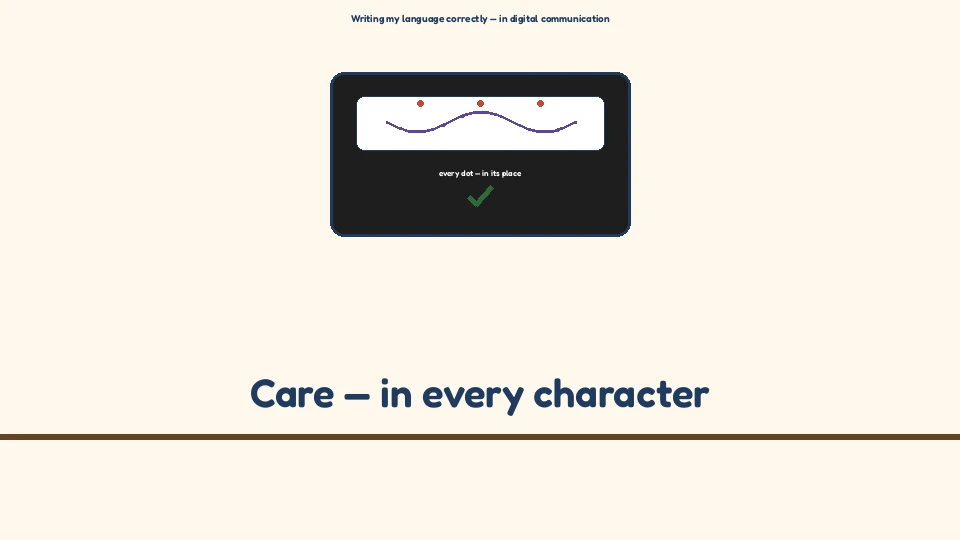 Writing my language correctly — in digital communication
every dot — in its place
Care — in every character